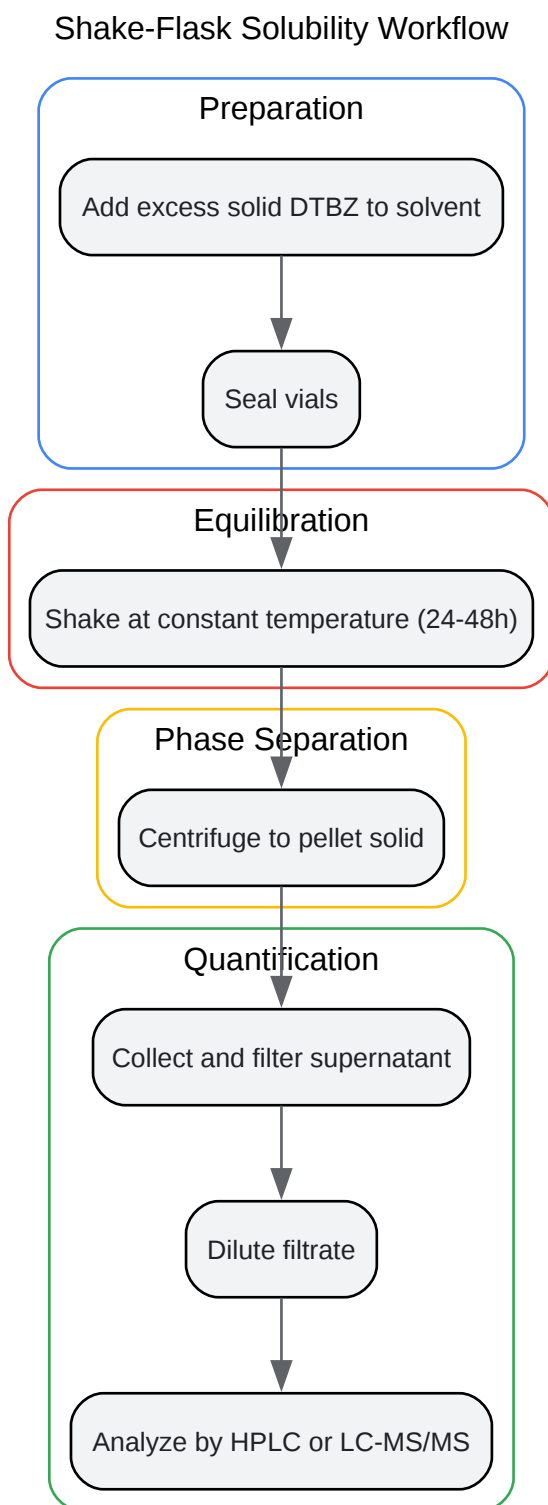 Shake-Flask Solubility Workflow
Preparation
Add excess solid DTBZ to solvent
Seal vials
Equilibration
Shake at constant temperature (24-48h)
Phase Separation
Centrifuge to pellet solid
Quantification
Collect and filter supernatant
Dilute filtrate
Analyze by HPLC or LC-MS/MS